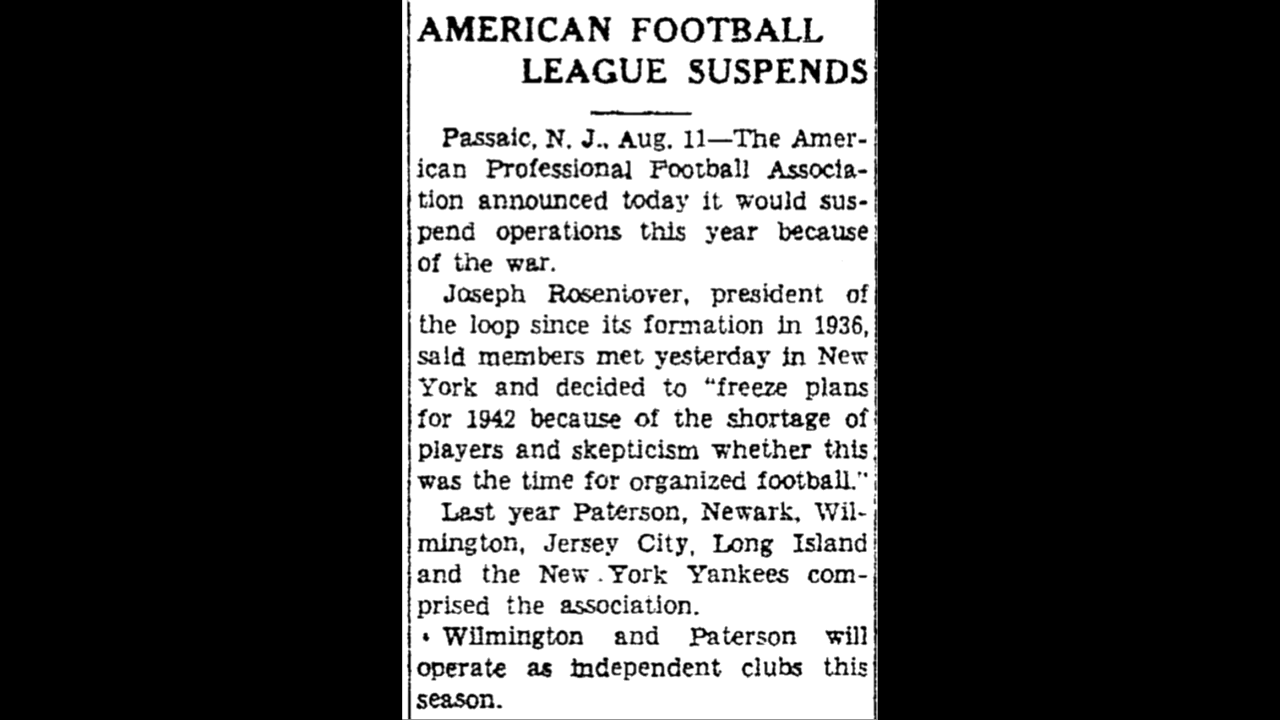 AMERICAN FOOTBALL
LEAGUE SUSPENDS
Passaic, N. J., Aug. 11—The Amer-
ican Professional Football Associa-
tion announced today it would sus-
pend operations this year because
of the war.
Joseph Rosentover, president of
the loop since its formation in 1936,
said members met yesterday in New
York and decided to "freeze plans
for 1942 because of the shortage of
players and skepticism whether this
was the time for organized football."
Last year Paterson, Newark, Wil-
mington, Jersey City, Long Island
and the New York Yankees com-
prised the association.
Wilmington and Paterson will
operate as independent clubs this
season.